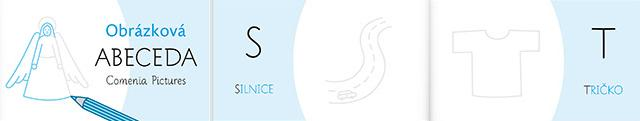 Obrázková
ABECEDA
Comenia Pictures
S
SILNICE
T
TRIČKO